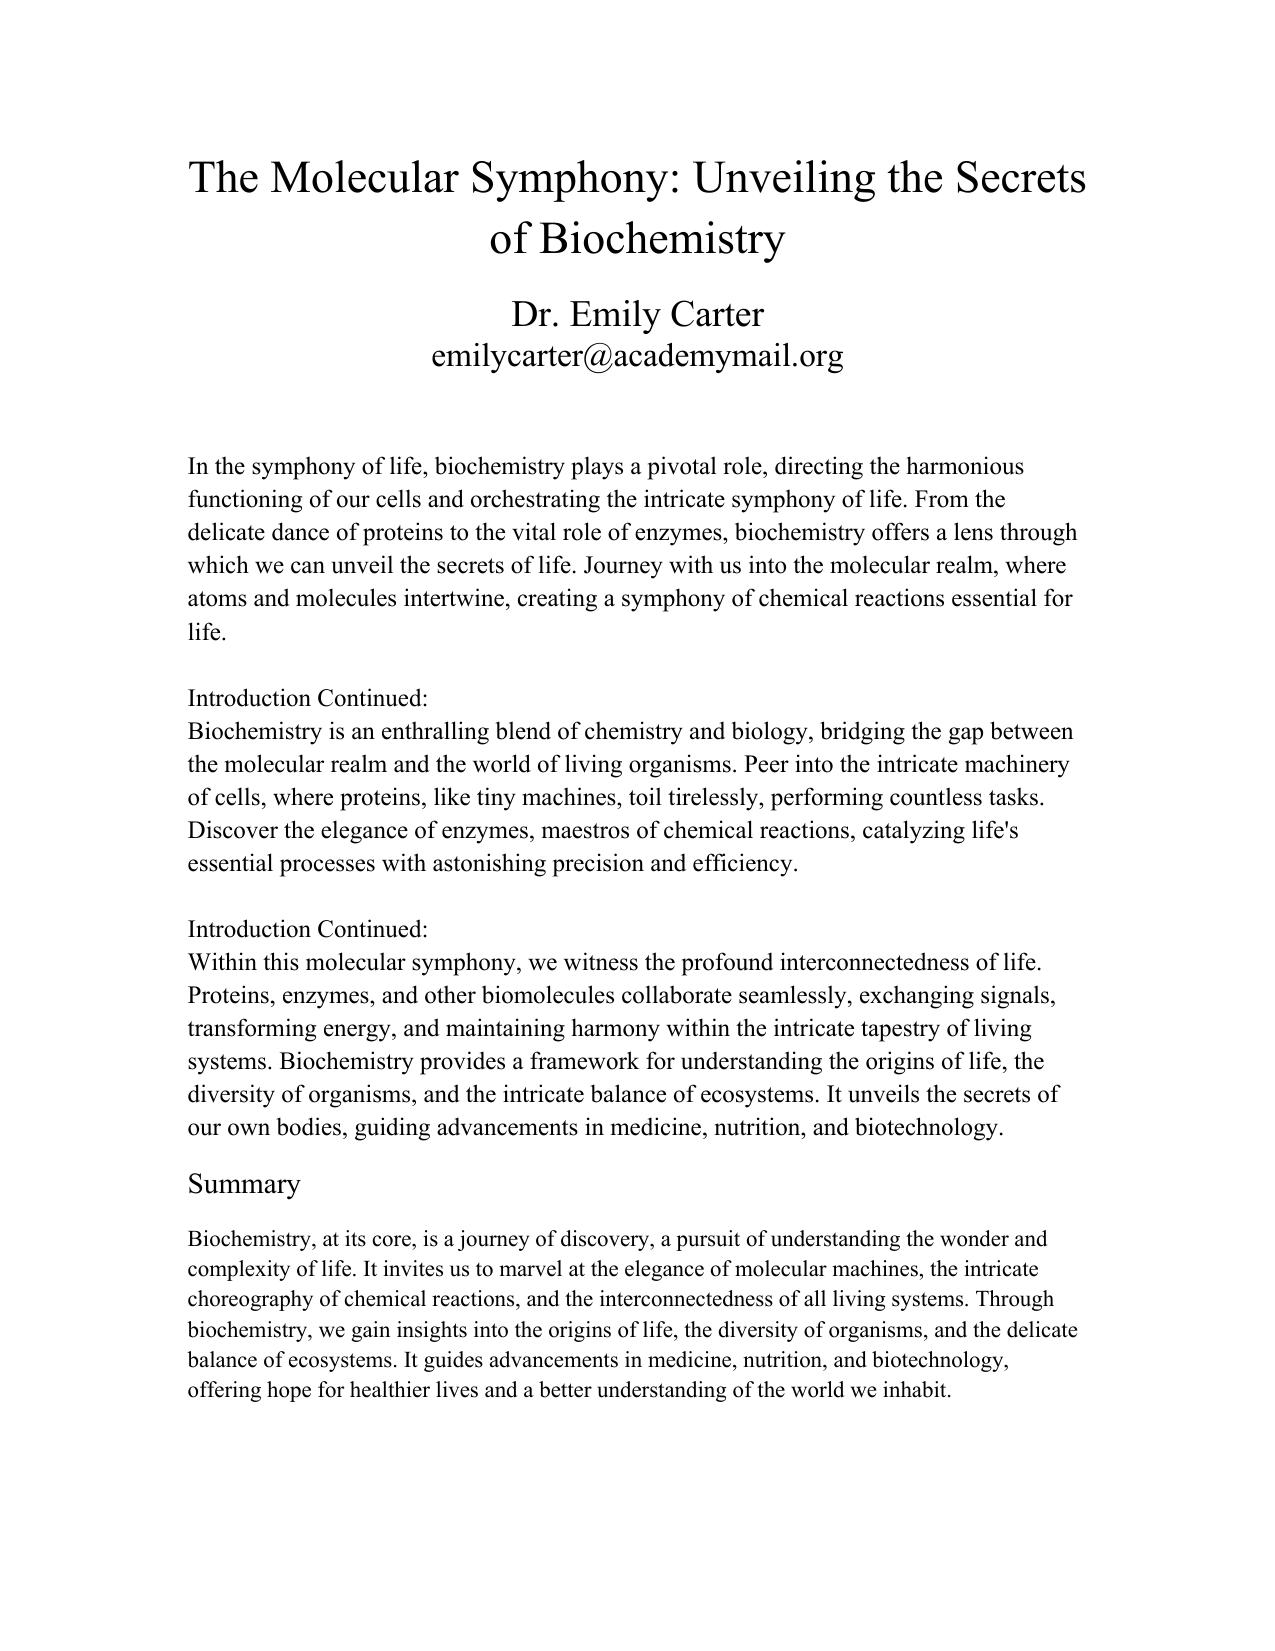 The Molecular Symphony: Unveiling the Secrets
of Biochemistry
Dr. Emily Carter
emilycarter@academymail.org
In the symphony of life, biochemistry plays a pivotal role, directing the harmonious
functioning of our cells and orchestrating the intricate symphony of life. From the
delicate dance of proteins to the vital role of enzymes, biochemistry offers a lens through
which we can unveil the secrets of life. Journey with us into the molecular realm, where
atoms and molecules intertwine, creating a symphony of chemical reactions essential for
life.
Introduction Continued:
Biochemistry is an enthralling blend of chemistry and biology, bridging the gap between
the molecular realm and the world of living organisms. Peer into the intricate machinery
of cells, where proteins, like tiny machines, toil tirelessly, performing countless tasks.
Discover the elegance of enzymes, maestros of chemical reactions, catalyzing life's
essential processes with astonishing precision and efficiency.
Introduction Continued:
Within this molecular symphony, we witness the profound interconnectedness of life.
Proteins, enzymes, and other biomolecules collaborate seamlessly, exchanging signals,
transforming energy, and maintaining harmony within the intricate tapestry of living
systems. Biochemistry provides a framework for understanding the origins of life, the
diversity of organisms, and the intricate balance of ecosystems. It unveils the secrets of
our own bodies, guiding advancements in medicine, nutrition, and biotechnology.
Summary
Biochemistry, at its core, is a journey of discovery, a pursuit of understanding the wonder and
complexity of life. It invites us to marvel at the elegance of molecular machines, the intricate
choreography of chemical reactions, and the interconnectedness of all living systems. Through
biochemistry, we gain insights into the origins of life, the diversity of organisms, and the delicate
balance of ecosystems. It guides advancements in medicine, nutrition, and biotechnology,
offering hope for healthier lives and a better understanding of the world we inhabit.